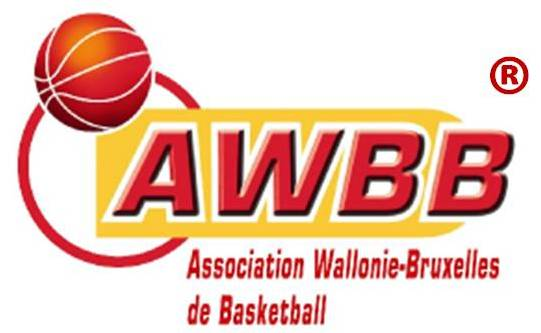 ®
AWBB
Association Wallonie-Bruxelles
de Basketball